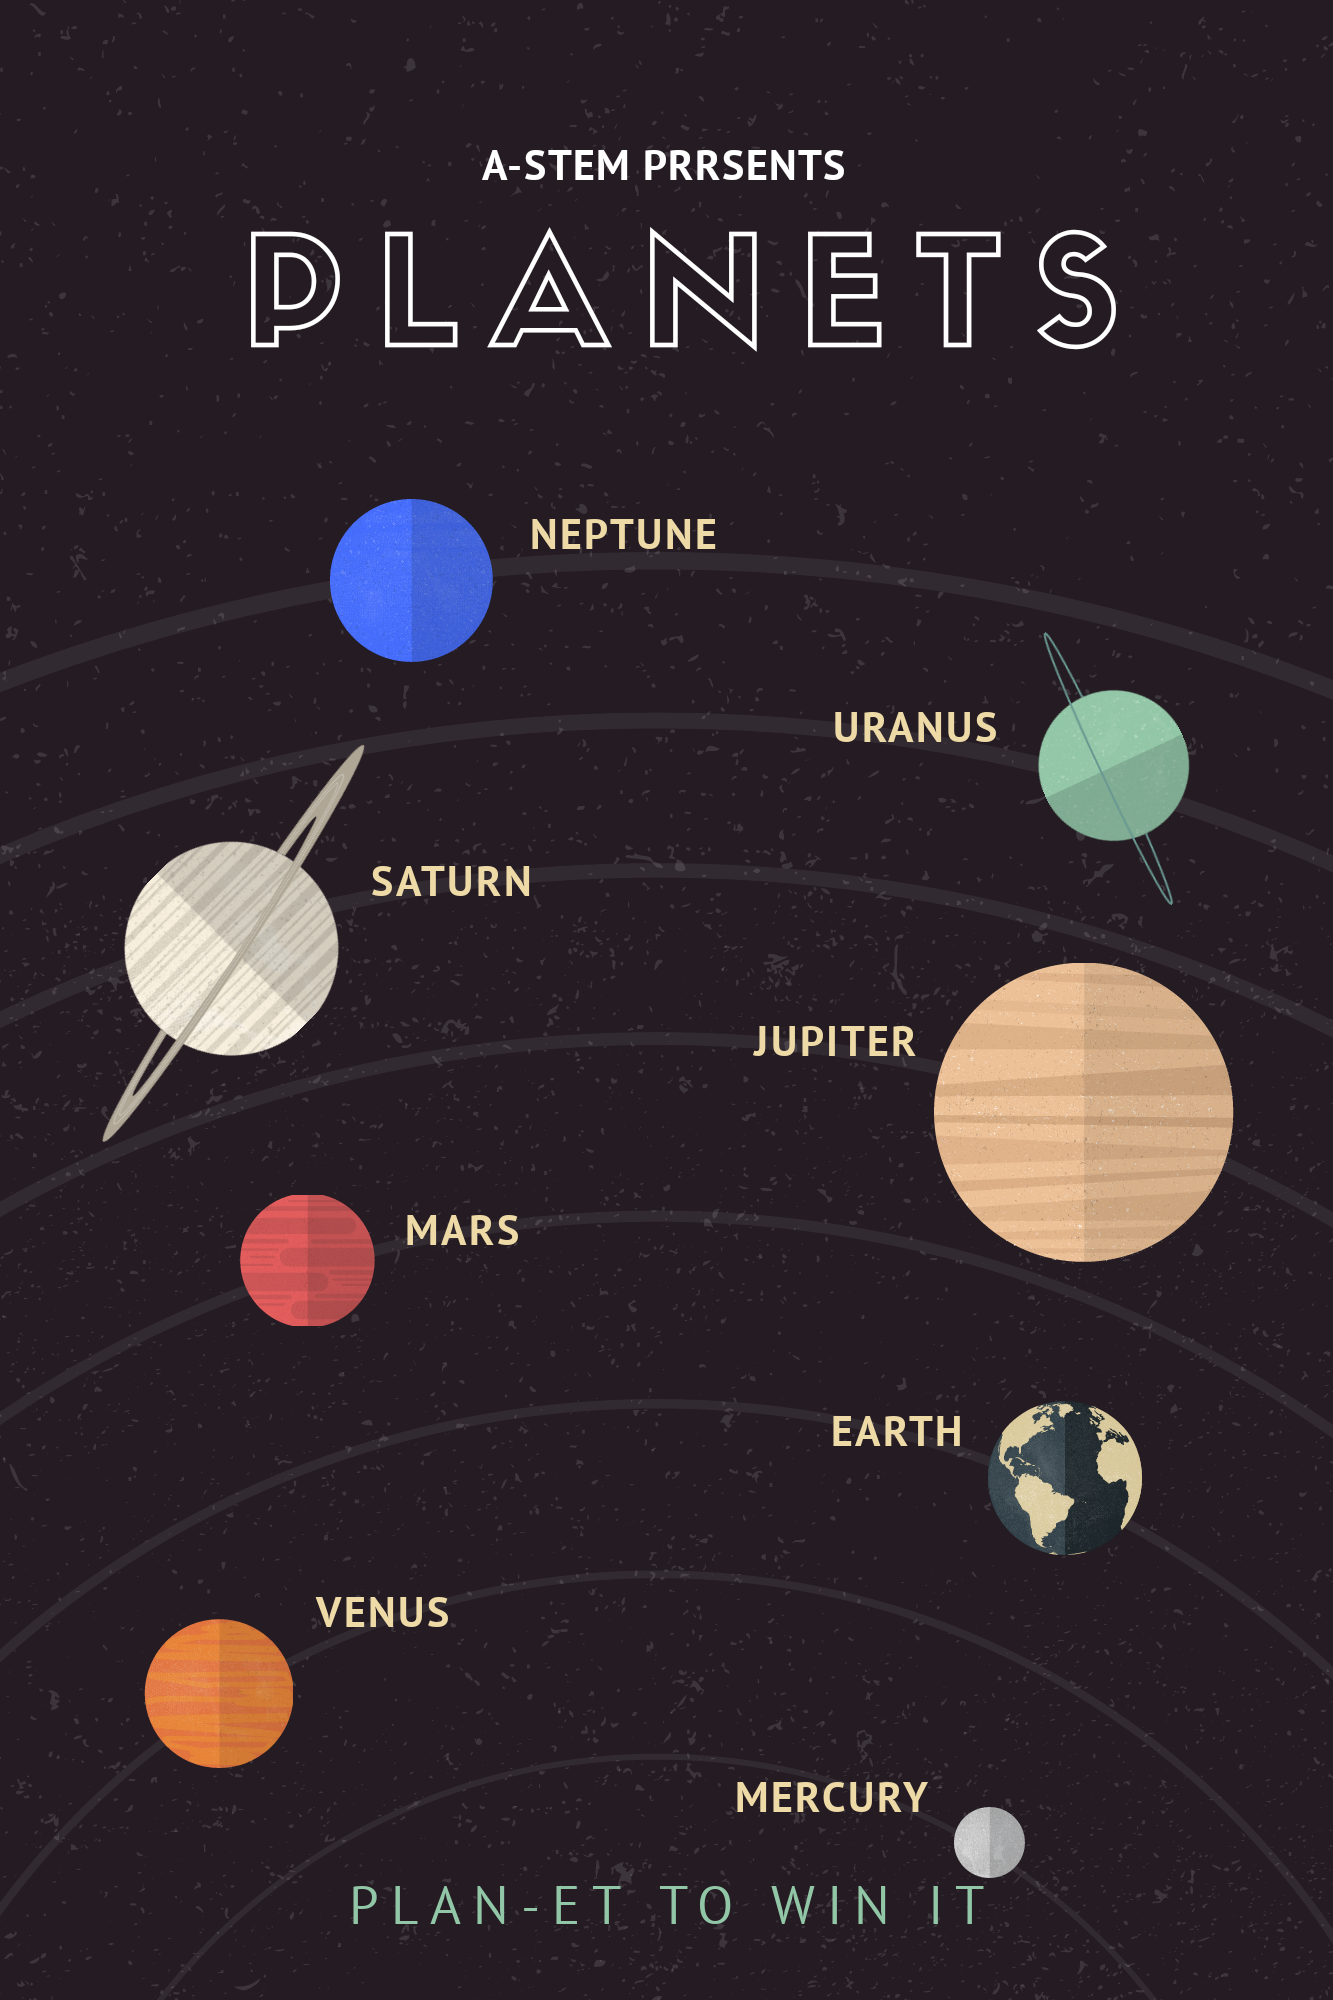 A-STEM PRRSENTS
PLANETS
NEPTUNE
URANUS
SATURN
JUPITER
MARS
EARTH
VENUS
MERCURY
PLAN-ET TO WIN IT